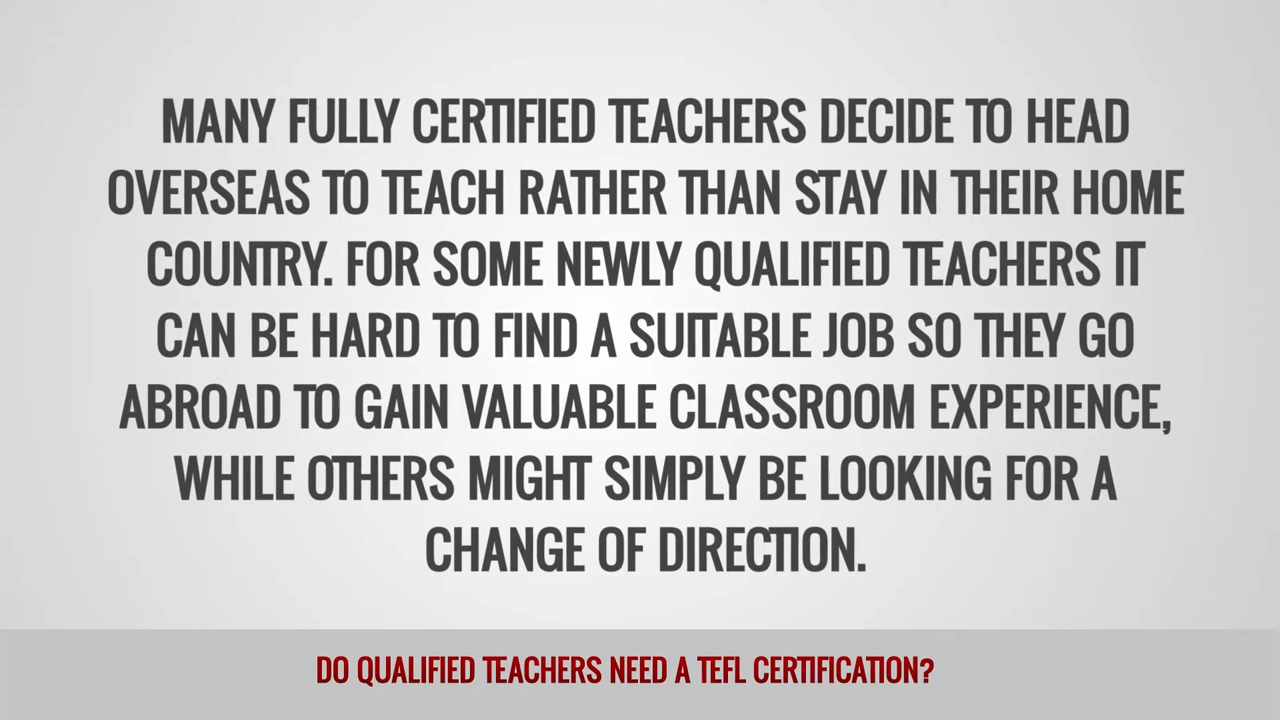 MANY FULLY CERTIFIED TEACHERS DECIDE TO HEAD
OVERSEAS TO TEACH RATHER THAN STAY IN THEIR HOME
COUNTRY. FOR SOME NEWLY QUALIFIED TEACHERS IT
CAN BE HARD TO FIND A SUITABLE JOB SO THEY GO
ABROAD TO GAIN VALUABLE CLASSROOM EXPERIENCE,
WHILE OTHERS MIGHT SIMPLY BE LOOKING FOR A
CHANGE OF DIRECTION.
DO QUALIFIED TEACHERS NEED A TEFL CERTIFICATION?